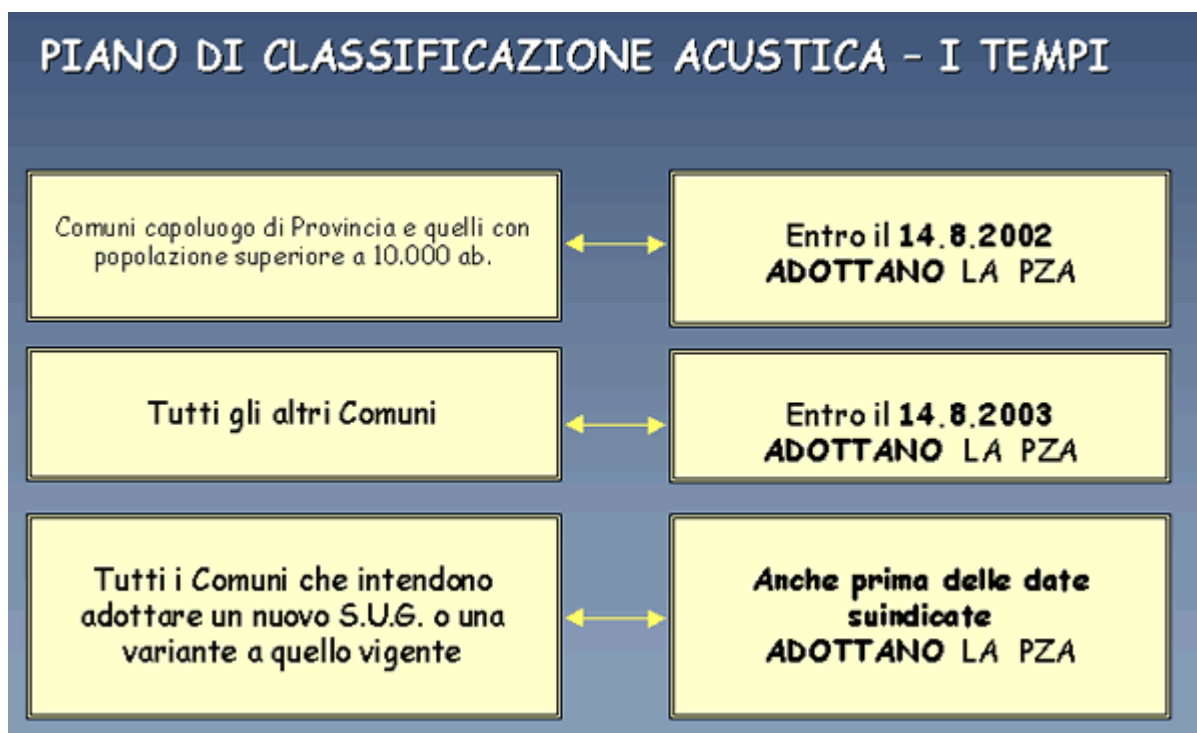 PIANO DI CLASSIFICAZIONE ACUSTICA - I TEMPI
Comuni capoluogo di Provincia e quelli con
popolazione superiore a 10.000 ab.
Entro il 14.8.2002
ADOTTANO LA PZA
Tutti gli altri Comuni
Entro il 14.8.2003
ADOTTANO LA PZA
Tutti i Comuni che intendono
adottare un nuovo S.U.G. o una
variante a quello vigente
Anche prima delle date
suindicate
ADOTTANO LA PZA